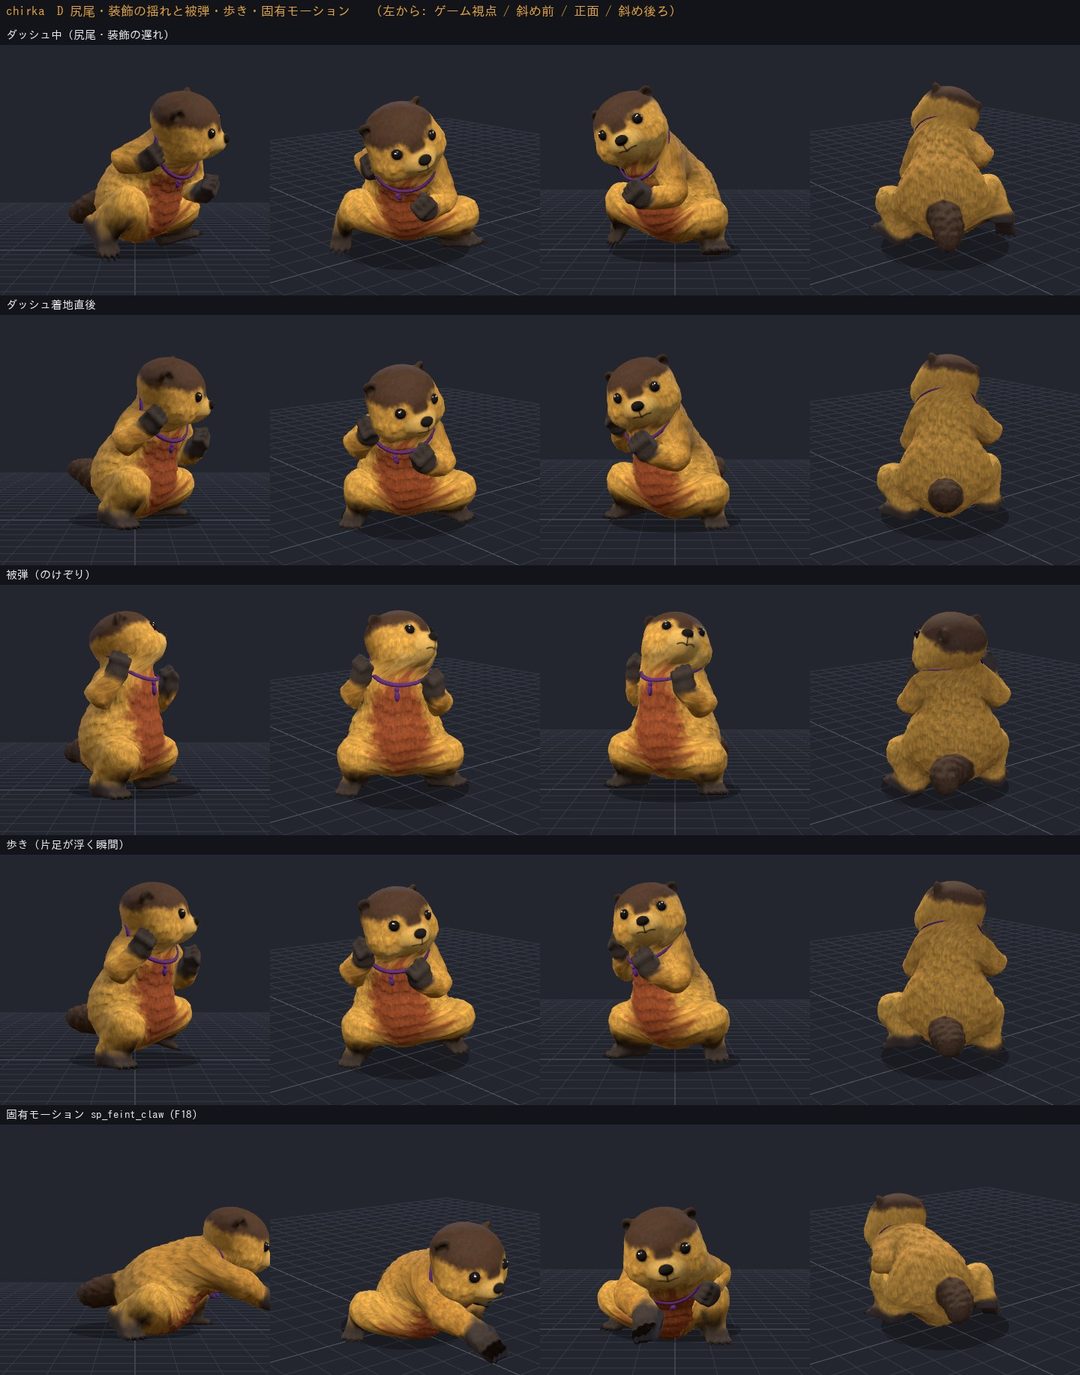 chirka D 尻尾・装飾の揺れと被弾・歩き・固有モーション (左から: ゲーム視点 / 斜め前 / 正面 / 斜め後ろ)
ダッシュ中 (尻尾・装飾の遅れ)
ダッシュ着地直後
被弾 (のけぞり)
歩き (片足が浮く瞬間)
固有モーション sp_feint_claw (F18)